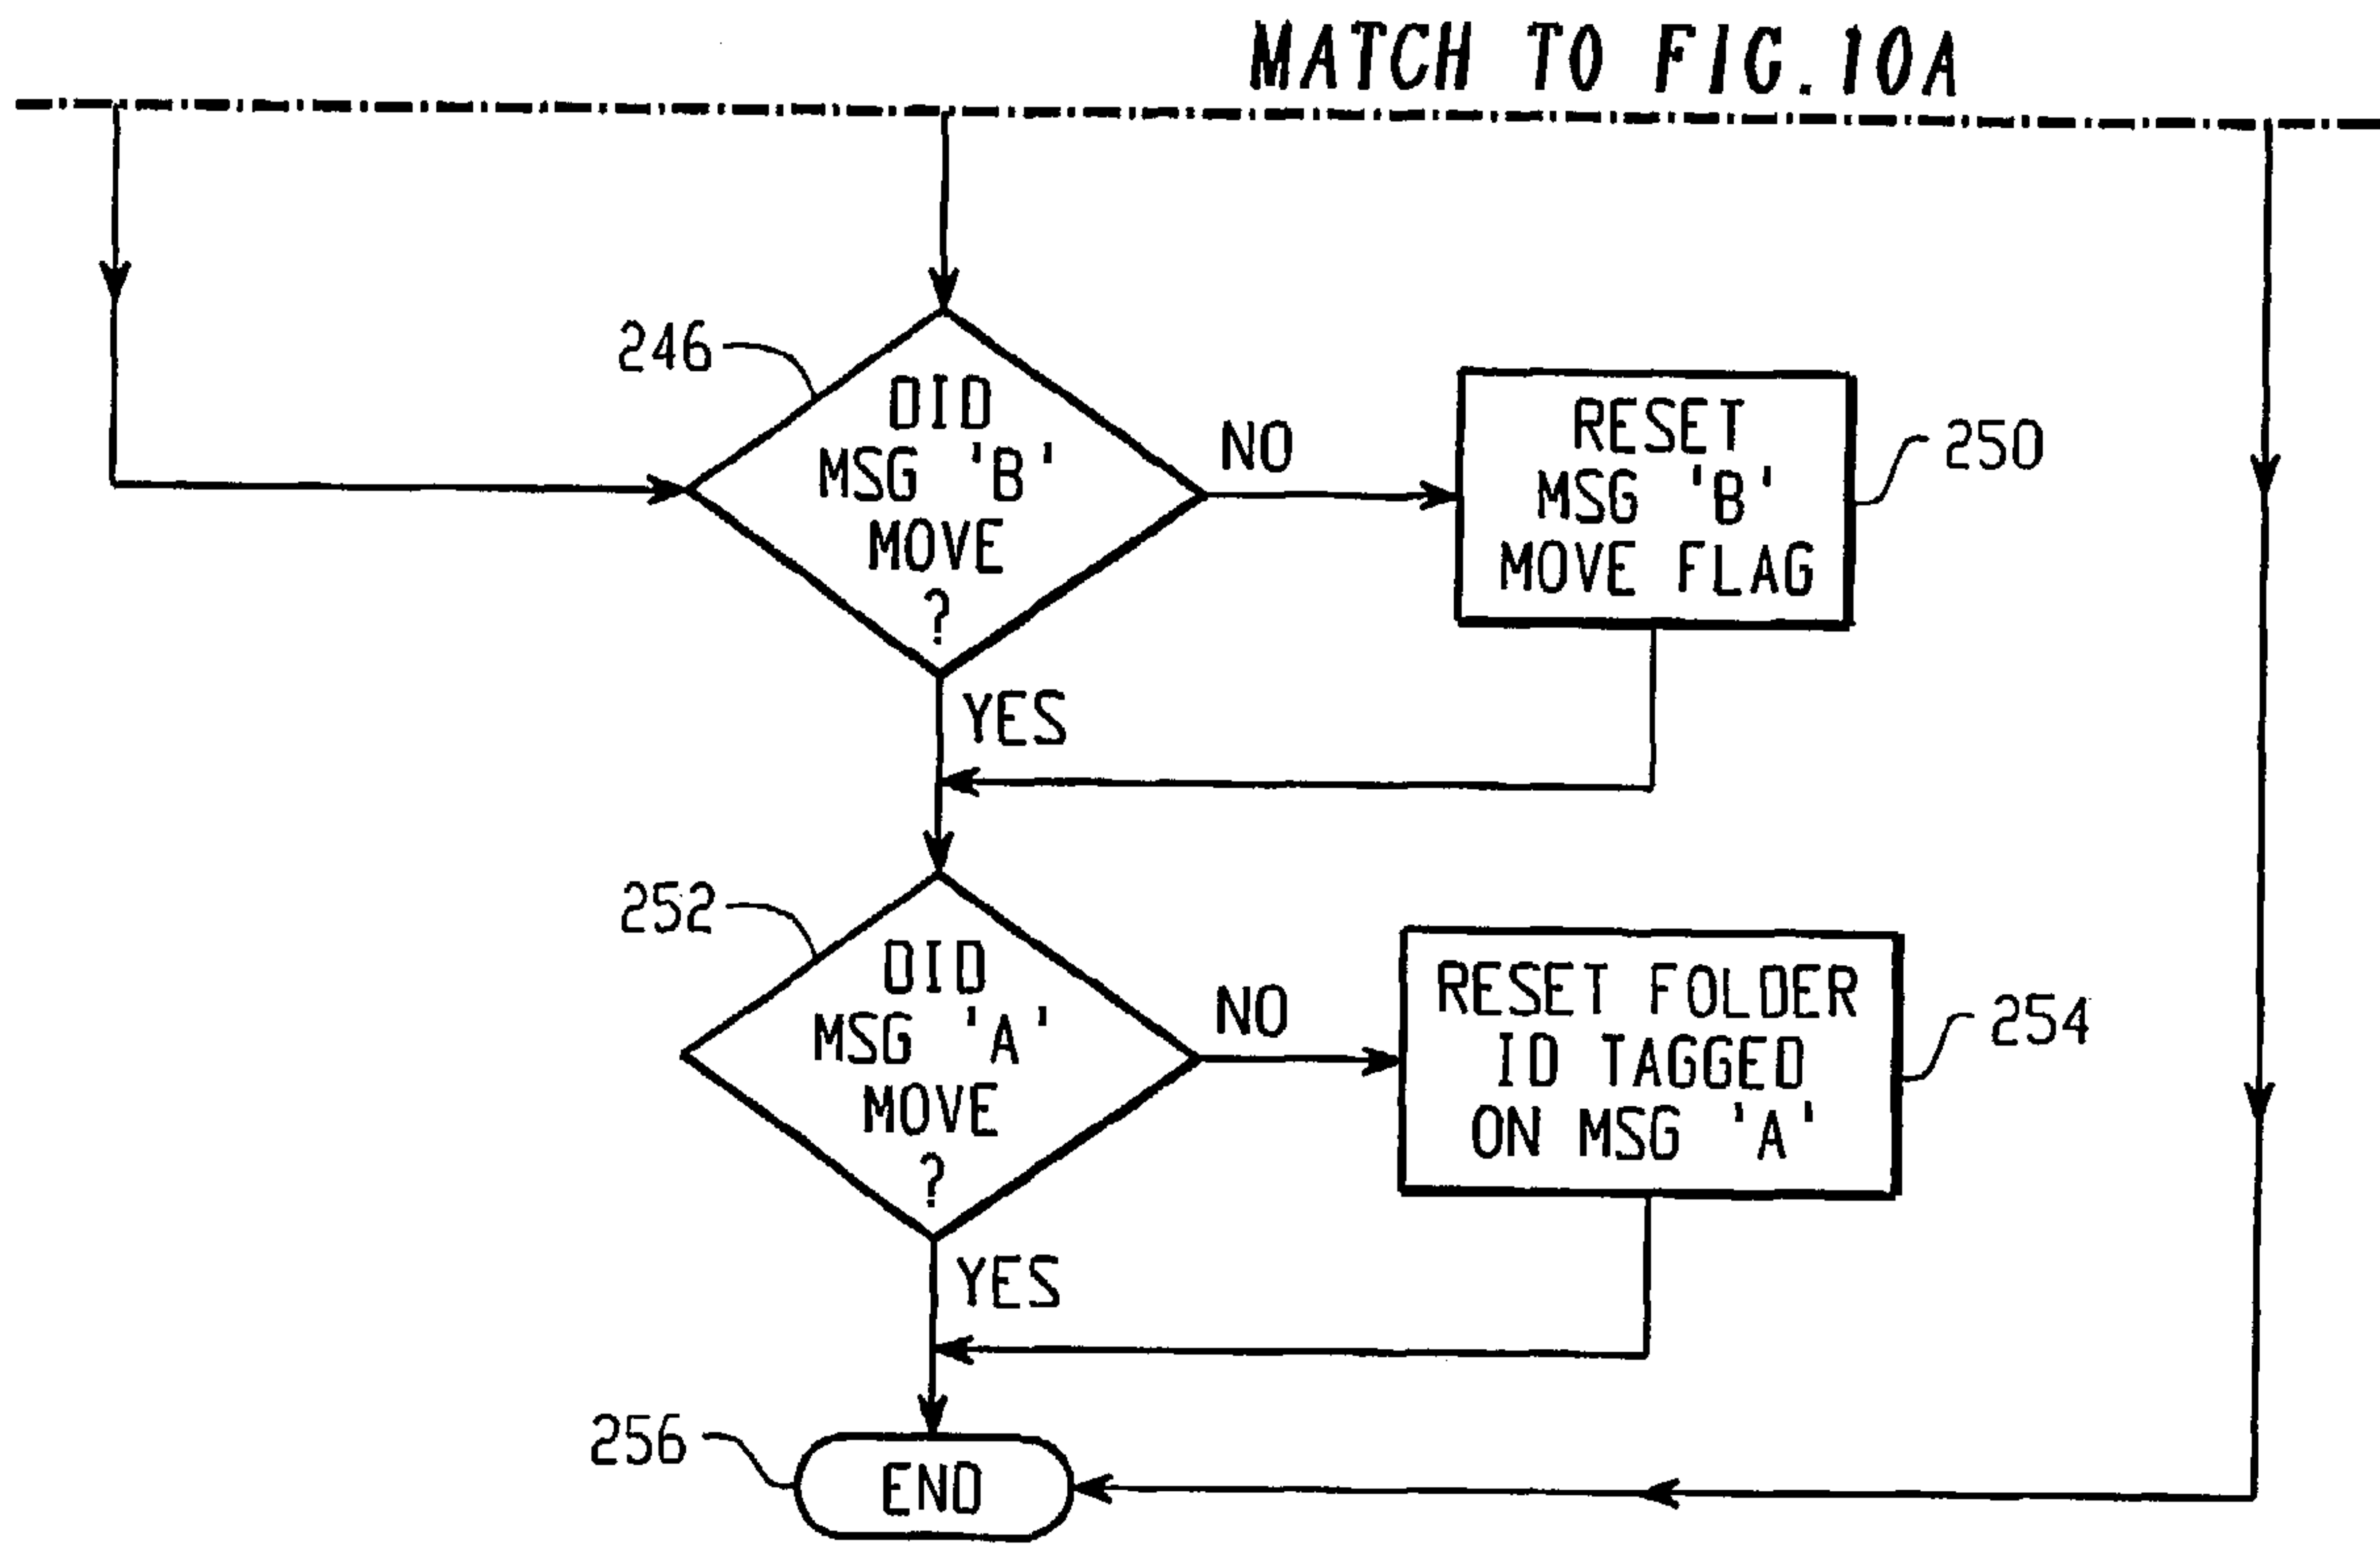 MATCH TO FIG.10A
246
DID
MSG 'B'
MOVE
?
NO
RESET
MSG 'B'
MOVE FLAG
250
YES
252
DID
MSG 'A'
MOVE
?
NO
RESET FOLDER
ID TAGGED
ON MSG 'A'
254
YES
256
END